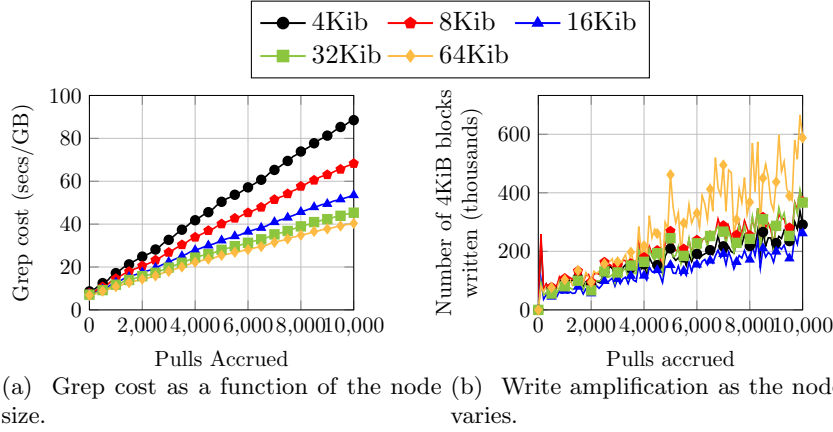 4Kib 8Kib 16Kib
32Kib 64Kib
100
80
60
40
20
0
Grep cost (secs/GB)
0 2,000 4,000 6,000 8,000 10,000
Pulls Accrued
(a) Grep cost as a function of the node
size.
600
400
200
0
Number of 4KiB blocks
written (thousands)
0 2,000 4,000 6,000 8,000 10,000
Pulls accrued
(b) Write amplification as the node
varies.